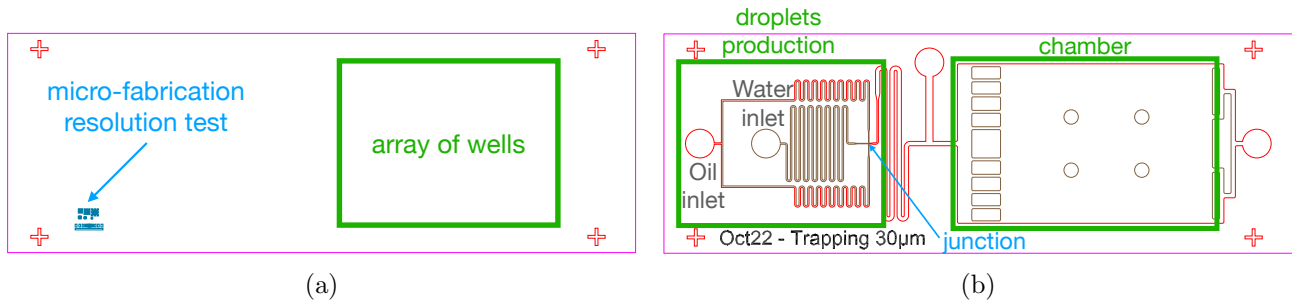 micro-fabrication
resolution test
array of wells
(a)
droplets
production
chamber
Water
inlet
Oil
inlet
Oct22 - Trapping 30µm
junction
(b)